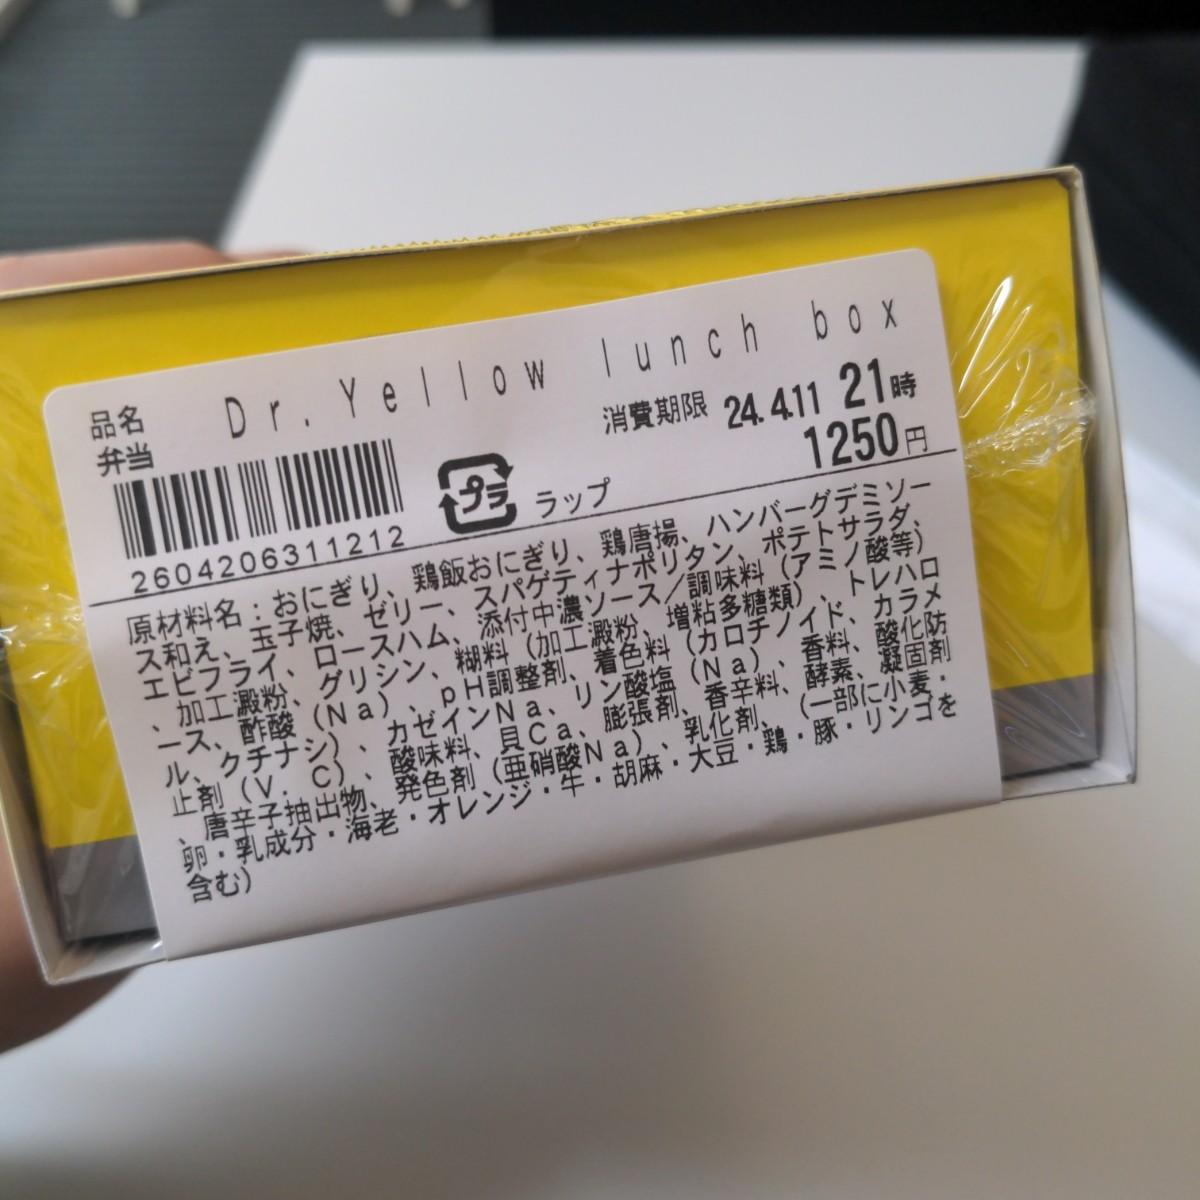 品名 Dr.Yellow lunch box
弁当
消費期限 24.4.11 21時
1250円
プラ ラップ
2604206311212
原材料名:おにぎり、鶏飯おにぎり、鶏唐揚、ハンバーグデミソー
ス和え、玉子焼、ゼリー、スパゲティナポリタン、ポテトサラダ、
エビフライ、ロースハム、添付中濃ソース/調味料(アミノ酸等)
、加工澱粉、グリシン、糊料(加工澱粉、増粘多糖類)、トレハロ
ース、酢酸(Na)、pH調整剤、着色料(カロチノイド、カラメ
ル、クチナシ)、カゼインNa、リン酸塩(Na)、香料、酸化防
止剤(V.C)、酸味料、貝Ca、膨張剤、香辛料、酵素、凝固剤
、唐辛子抽出物、発色剤(亜硝酸Na)、乳化剤、(一部に小麦・
卵・乳成分・海老・オレンジ・牛・胡麻・大豆・鶏・豚・リンゴを
含む)